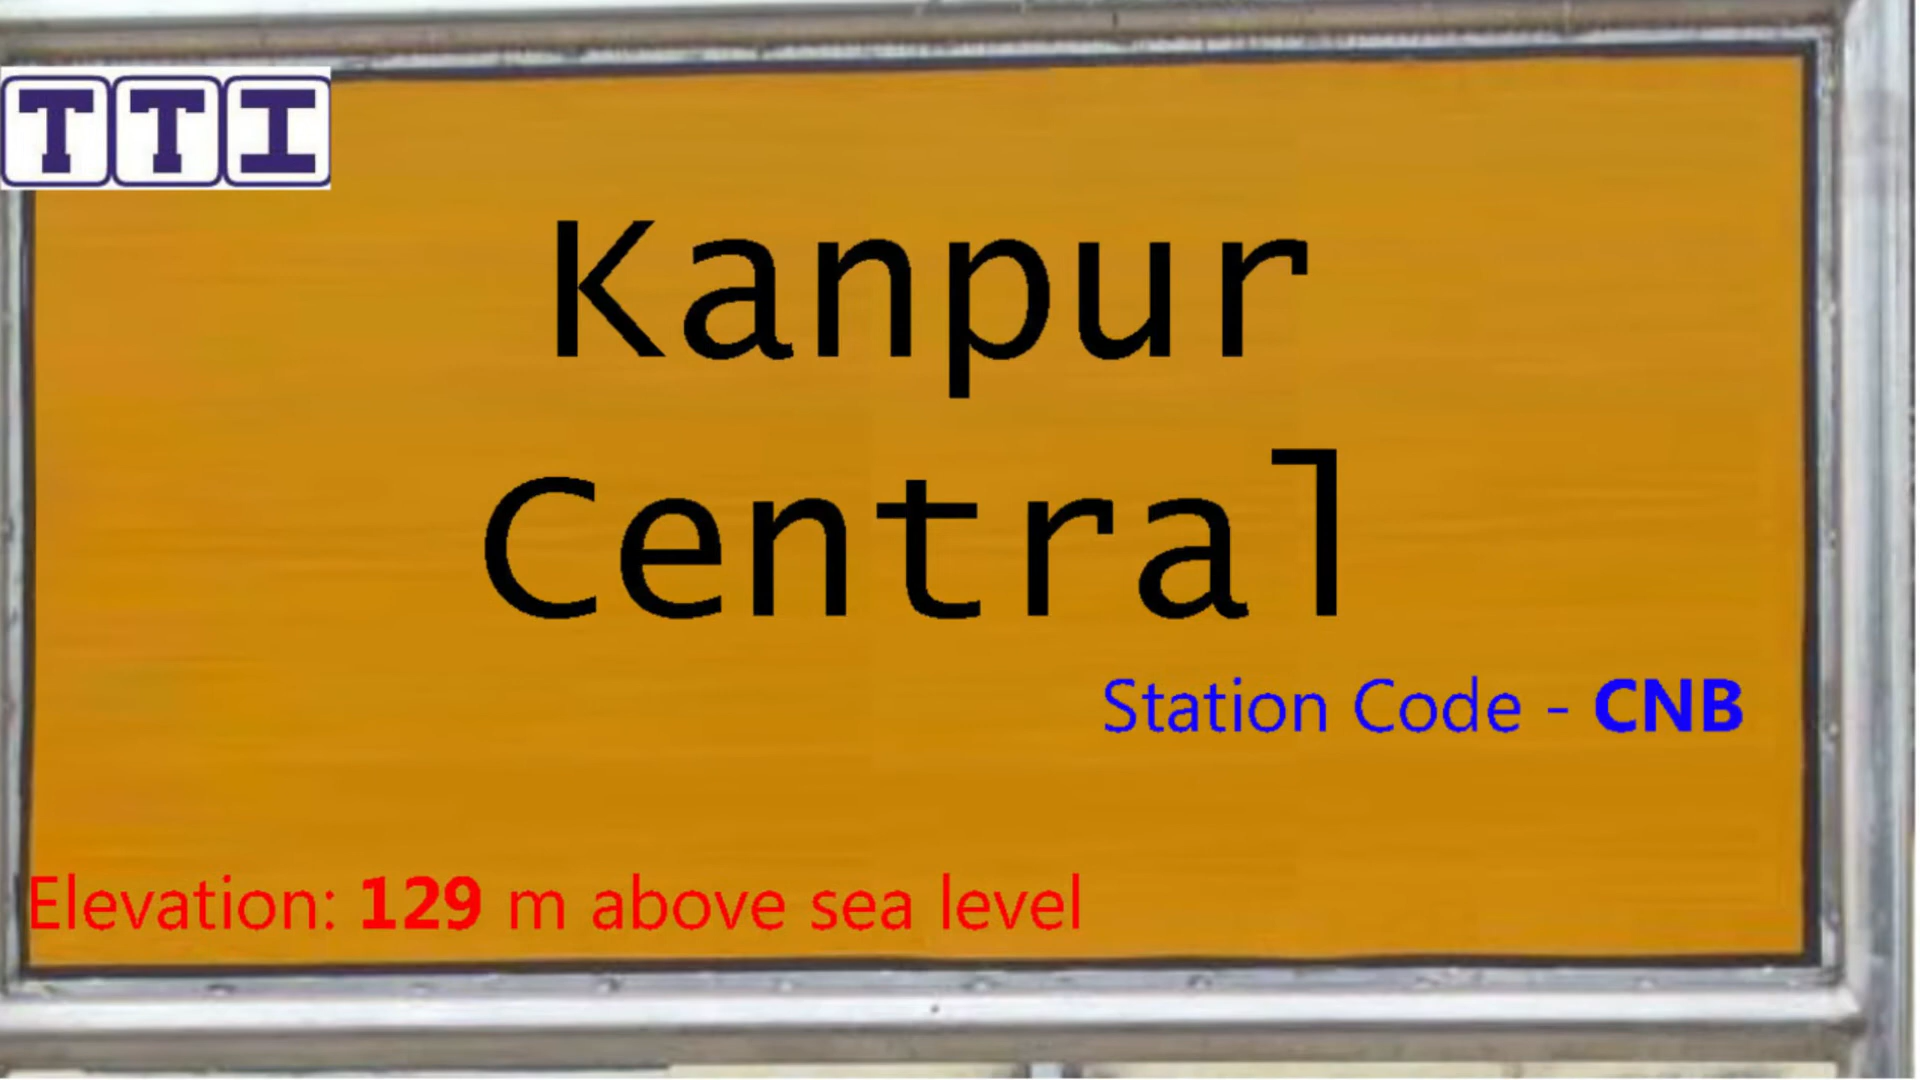 TTI
Kanpur
Central
Station Code - CNB
Elevation: 129 m above sea level